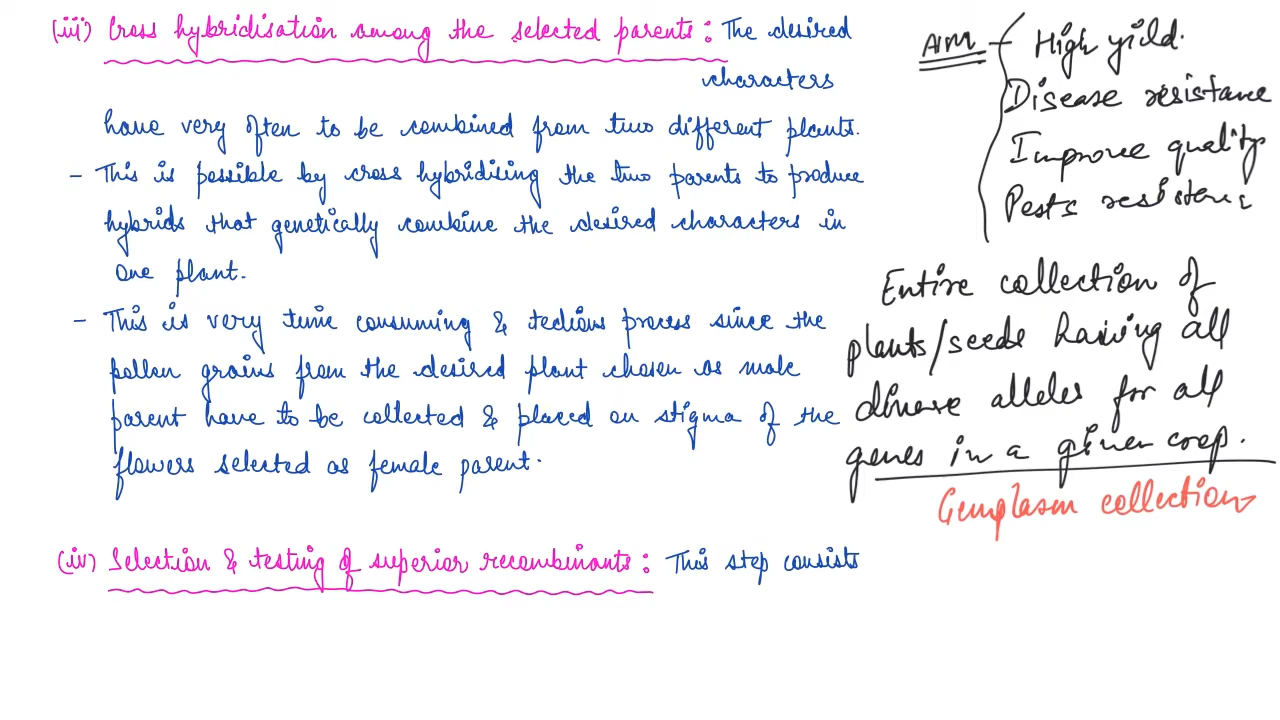 (iii) Cross hybridisation among the selected parents: The desired
characters
have very often to be combined from two different plants.
- This is possible by cross hybridising the two parents to produce
hybrids that genetically combine the desired characters in
one plant.
- This is very time consuming & tedious process since the
pollen grains from the desired plant chosen as male
parent have to be collected & placed on stigma of the
flowers selected as female parent.
(iv) Selection & testing of superior recombinants: This step consists
AIM - High yield.
Disease resistance
Improve quality
Pests resistance
Entire collection of
plants/seeds having all
diverse alleles for all
genes in a given crop.
Germplasm collection